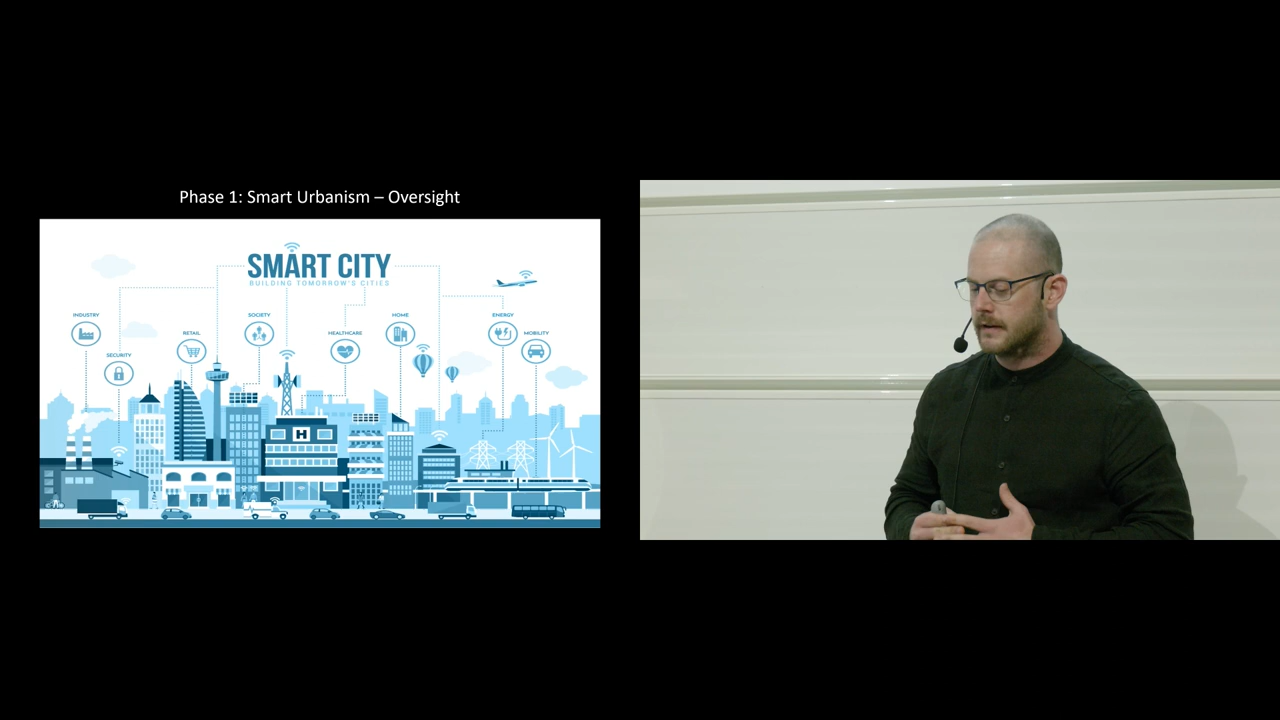 Phase 1: Smart Urbanism – Oversight
SMART CITY
BUILDING TOMORROW'S CITIES
INDUSTRY
SECURITY
RETAIL
SOCIETY
HEALTHCARE
HOME
ENERGY
MOBILITY
H